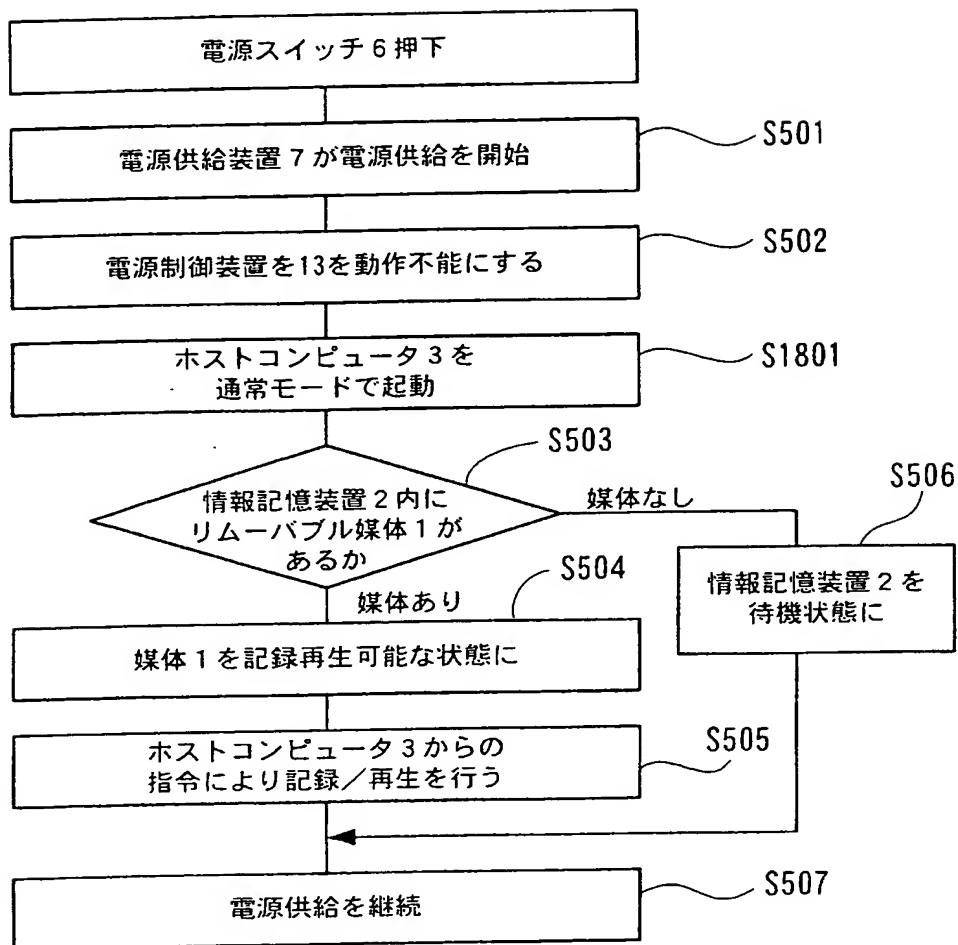 電源スイッチ6押下
電源供給装置7が電源供給を開始
S501
電源制御装置を13を動作不能にする
S502
ホストコンピュータ3を
通常モードで起動
S1801
情報記憶装置2内に
リムーバブル媒体1が
あるか
S503
媒体なし
媒体あり
情報記憶装置2を
待機状態に
S506
媒体1を記録再生可能な状態に
S504
ホストコンピュータ3からの
指令により記録／再生を行う
S505
電源供給を継続
S507